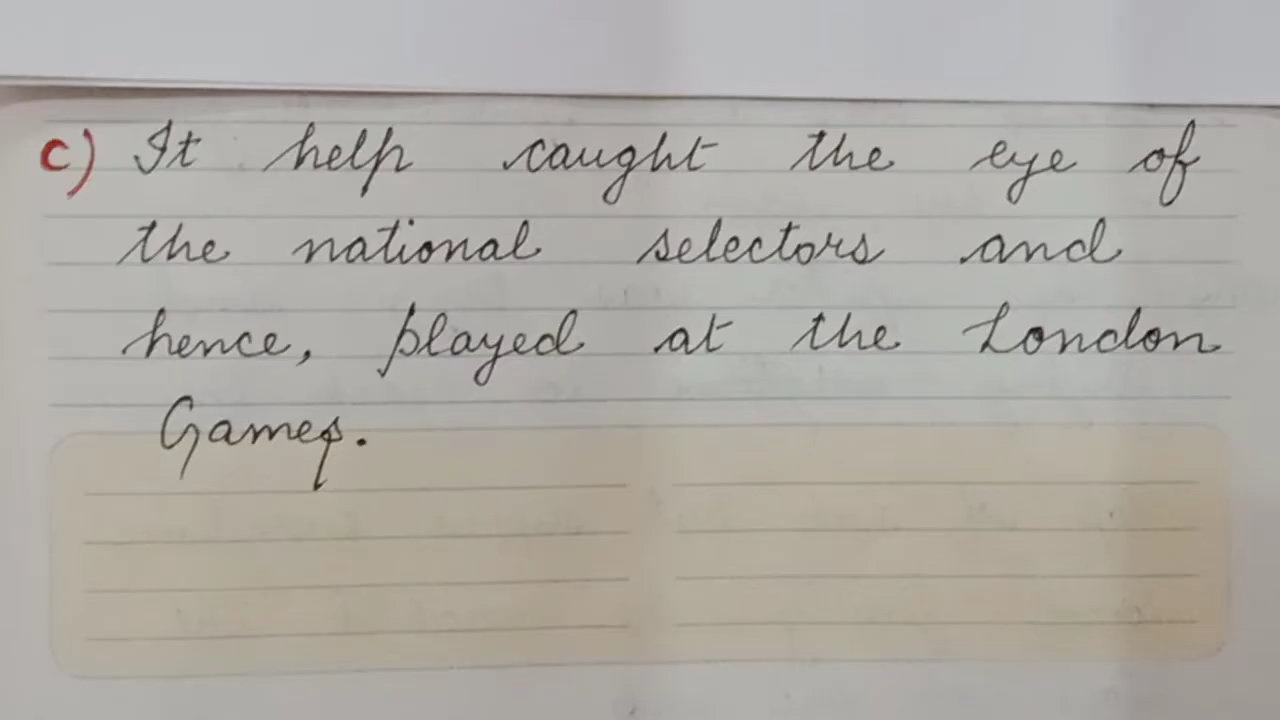 c) It help caught the eye of
the national selectors and
hence, played at the London
Games.